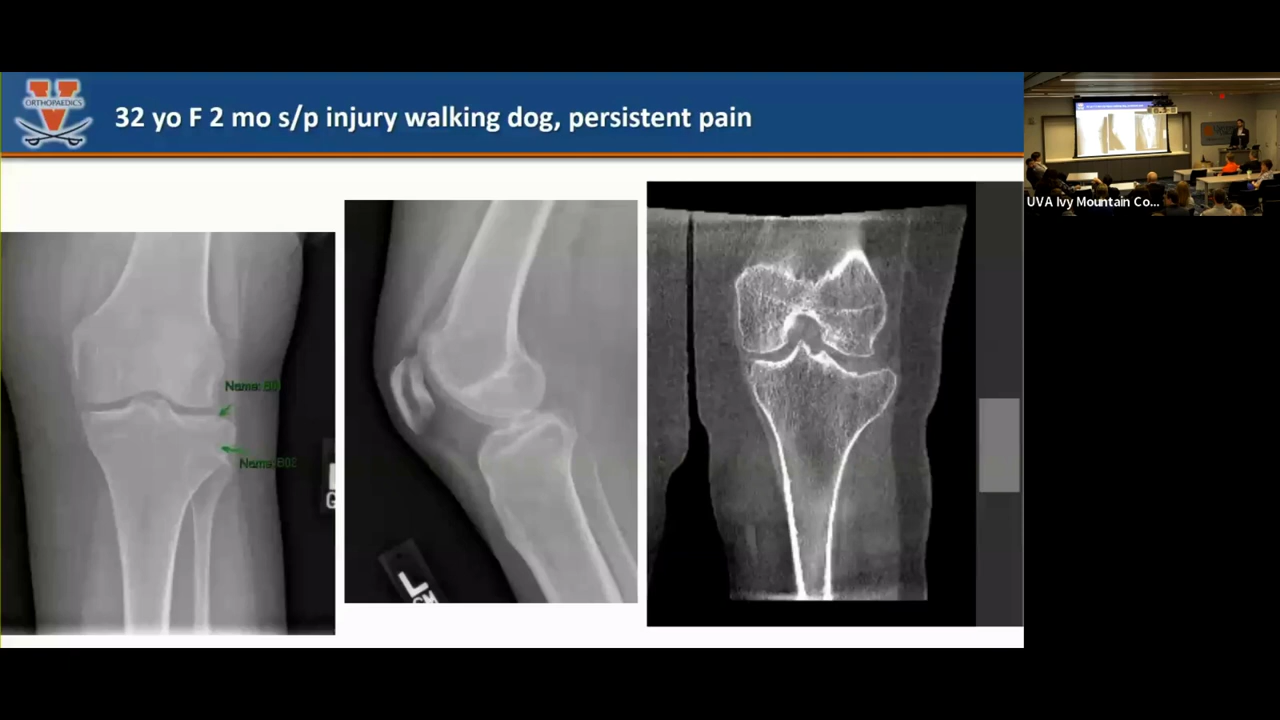 ORTHOPAEDICS
32 yo F 2 mo s/p injury walking dog, persistent pain
L
UVA Ivy Mountain Co...